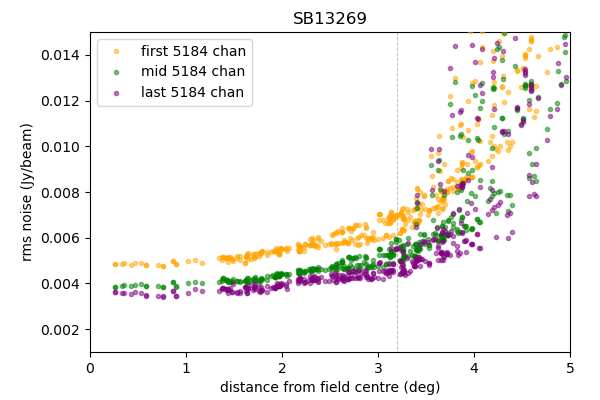 SB13269
first 5184 chan
mid 5184 chan
last 5184 chan
0.014
0.012
0.010
0.008
0.006
0.004
0.002
rms noise (Jy/beam)
0 1 2 3 4 5
distance from field centre (deg)